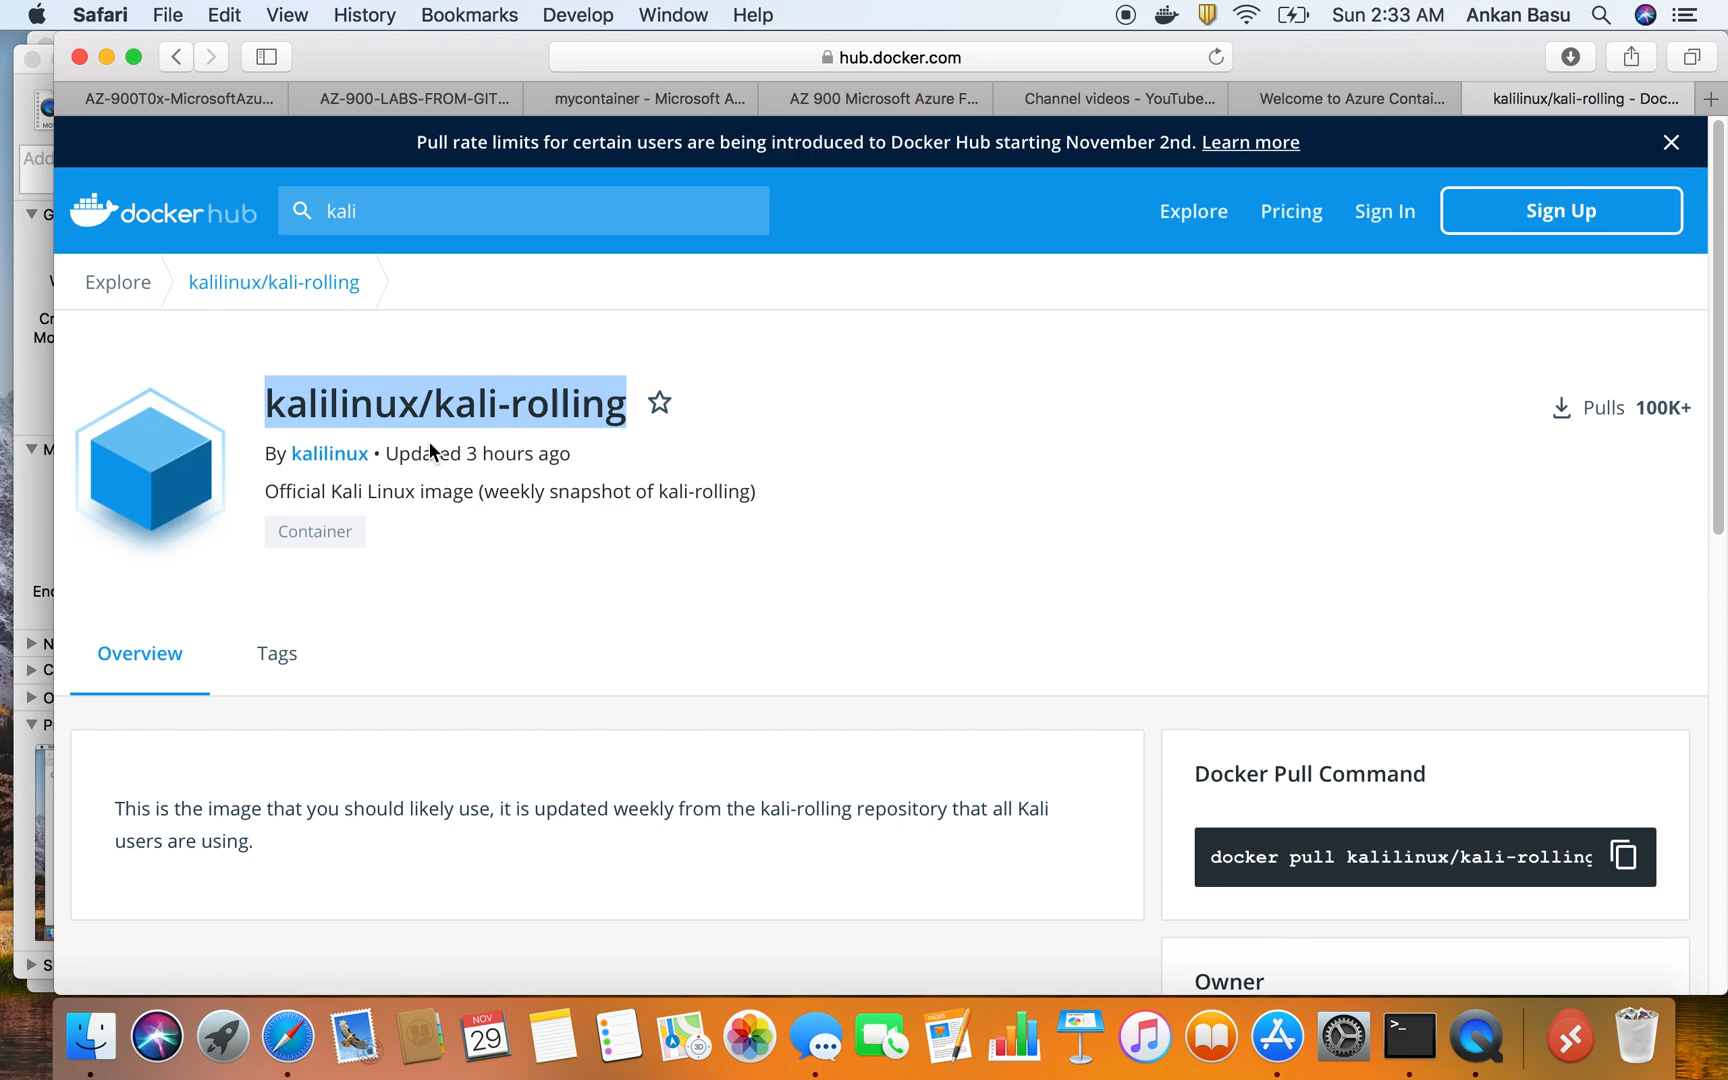 Safari File Edit View History Bookmarks Develop Window Help
Sun 2:33 AM Ankan Basu
hub.docker.com
AZ-900T0x-MicrosoftAzu... AZ-900-LABS-FROM-GIT... mycontainer - Microsoft A... AZ 900 Microsoft Azure F... Channel videos - YouTube... Welcome to Azure Contai... kalilinux/kali-rolling - Doc...
Pull rate limits for certain users are being introduced to Docker Hub starting November 2nd. Learn more
docker hub
kali
Explore Pricing Sign In Sign Up
Explore kalilinux/kali-rolling
kalilinux/kali-rolling
Pulls 100K+
By kalilinux • Updated 3 hours ago
Official Kali Linux image (weekly snapshot of kali-rolling)
Container
Overview Tags
Docker Pull Command
This is the image that you should likely use, it is updated weekly from the kali-rolling repository that all Kali
users are using.
docker pull kalilinux/kali-rolling
Owner
Add
NOV
29
PAGES
3D
>_